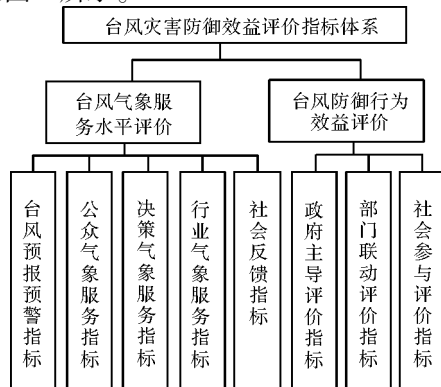 台风灾害防御效益评价指标体系
台风气象服
务水平评价
台风防御行为
效益评价
台风预报预警指标
公众气象服务指标
决策气象服务指标
行业气象服务指标
社会反馈指标
政府主导评价指标
部门联动评价指标
社会参与评价指标